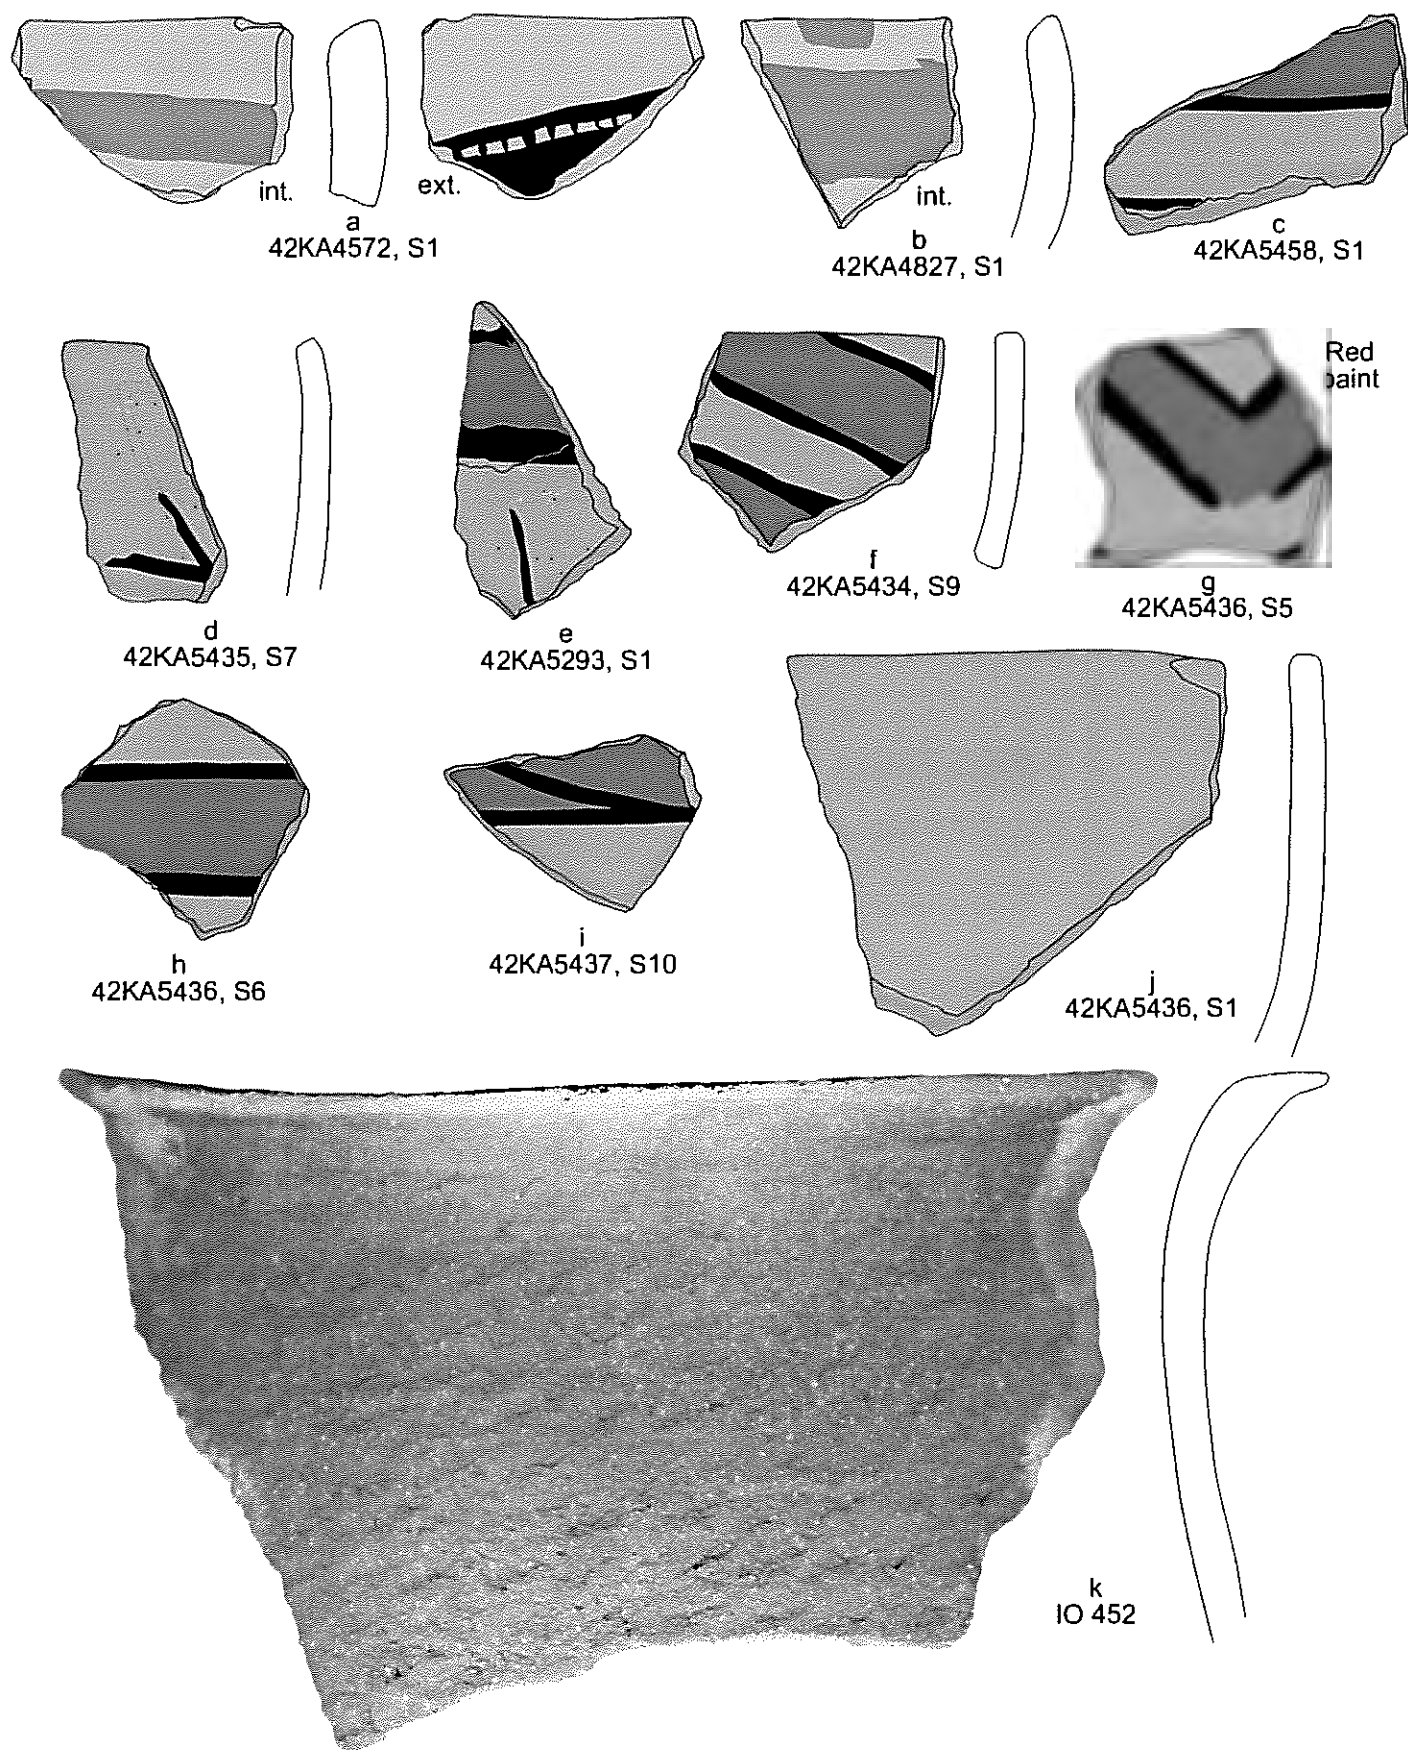 int.
ext.
a
42KA4572, S1
int.
b
42KA4827, S1
c
42KA5458, S1
d
42KA5435, S7
e
42KA5293, S1
f
42KA5434, S9
Red
paint
g
42KA5436, S5
h
42KA5436, S6
i
42KA5437, S10
j
42KA5436, S1
k
IO 452